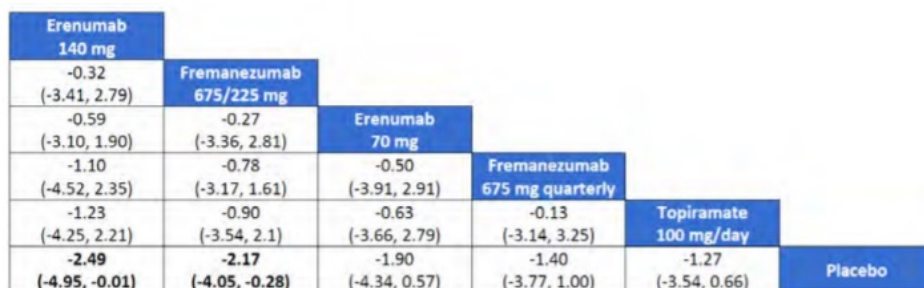 Erenumab
140 mg
-0.32 Fremanezumab
(-3.41, 2.79) 675/225 mg
-0.59 -0.27 Erenumab
(-3.10, 1.90) (-3.36, 2.81) 70 mg
-1.10 -0.78 -0.50 Fremanezumab
(-4.52, 2.35) (-3.17, 1.61) (-3.91, 2.91) 675 mg quarterly
-1.23 -0.90 -0.63 -0.13 Topiramate
(-4.25, 2.21) (-3.54, 2.1) (-3.66, 2.79) (-3.14, 3.25) 100 mg/day
-2.49 -2.17 -1.90 -1.40 -1.27 Placebo
(-4.95, -0.01) (-4.05, -0.28) (-4.34, 0.57) (-3.77, 1.00) (-3.54, 0.66)